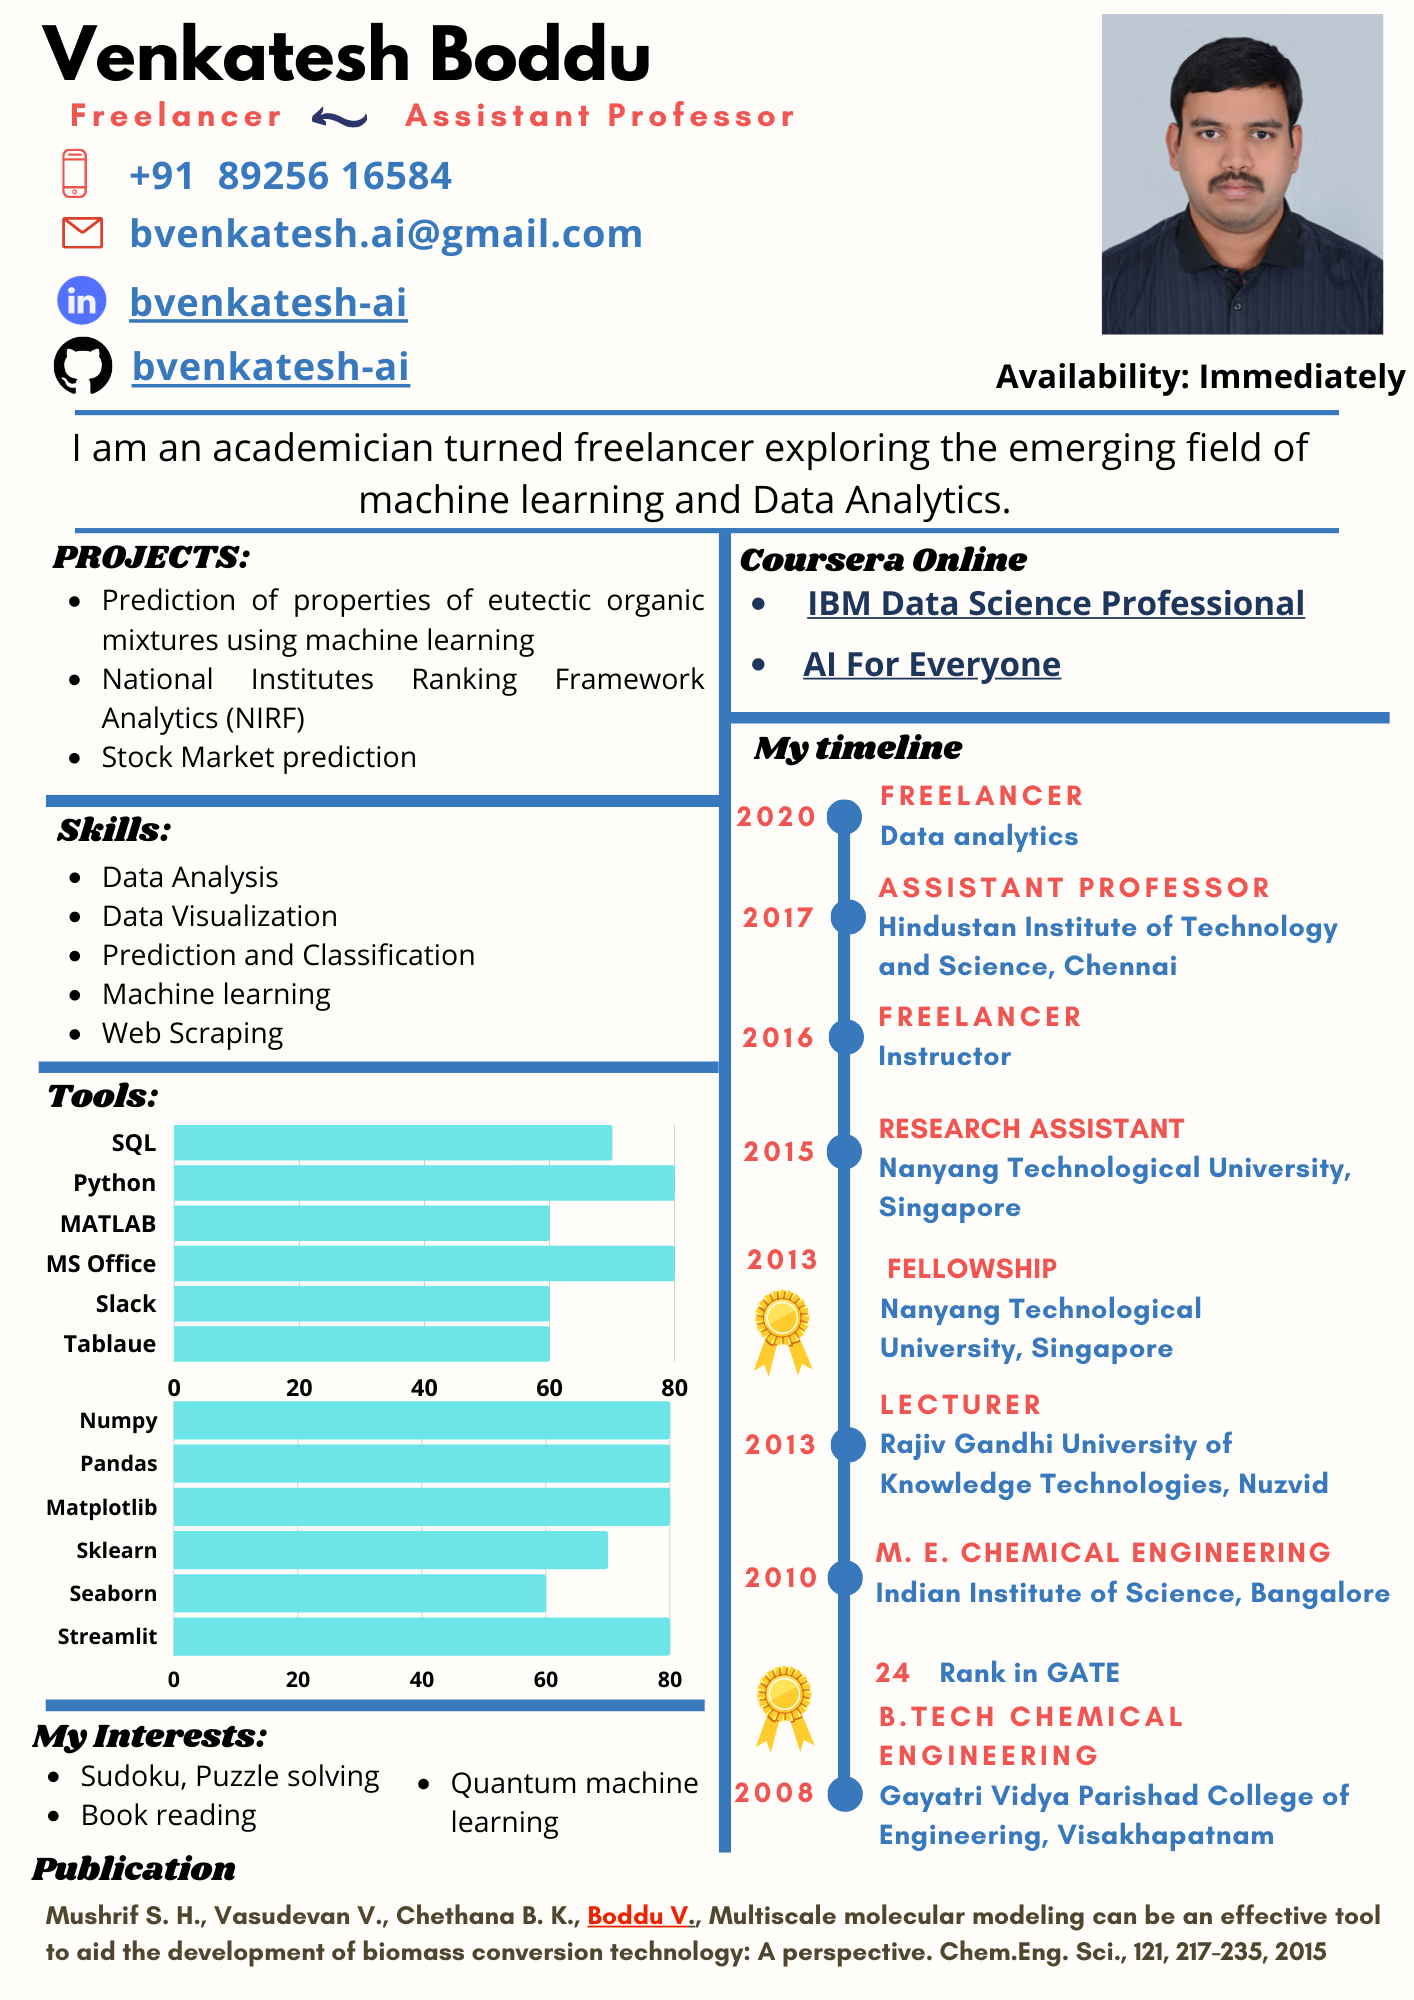 Venkatesh Boddu
Freelancer Assistant Professor
+91 89256 16584
bvenkatesh.ai@gmail.com
in bvenkatesh-ai
bvenkatesh-ai
Availability: Immediately
I am an academician turned freelancer exploring the emerging field of
machine learning and Data Analytics.
PROJECTS:
• Prediction of properties of eutectic organic
mixtures using machine learning
• National Institutes Ranking Framework
Analytics (NIRF)
• Stock Market prediction
Skills:
• Data Analysis
• Data Visualization
• Prediction and Classification
• Machine learning
• Web Scraping
Tools:
SQL
Python
MATLAB
MS Office
Slack
Tablaue
0 20 40 60 80
Numpy
Pandas
Matplotlib
Sklearn
Seaborn
Streamlit
0 20 40 60 80
My Interests:
• Sudoku, Puzzle solving
• Book reading
• Quantum machine
learning
Coursera Online
• IBM Data Science Professional
• AI For Everyone
My timeline
2020
FREELANCER
Data analytics
2017
ASSISTANT PROFESSOR
Hindustan Institute of Technology
and Science, Chennai
2016
FREELANCER
Instructor
2015
RESEARCH ASSISTANT
Nanyang Technological University,
Singapore
2013
FELLOWSHIP
Nanyang Technological
University, Singapore
2013
LECTURER
Rajiv Gandhi University of
Knowledge Technologies, Nuzvid
2010
M. E. CHEMICAL ENGINEERING
Indian Institute of Science, Bangalore
24 Rank in GATE
B.TECH CHEMICAL
ENGINEERING
2008
Gayatri Vidya Parishad College of
Engineering, Visakhapatnam
Publication
Mushrif S. H., Vasudevan V., Chethana B. K., Boddu V., Multiscale molecular modeling can be an effective tool
to aid the development of biomass conversion technology: A perspective. Chem.Eng. Sci., 121, 217-235, 2015